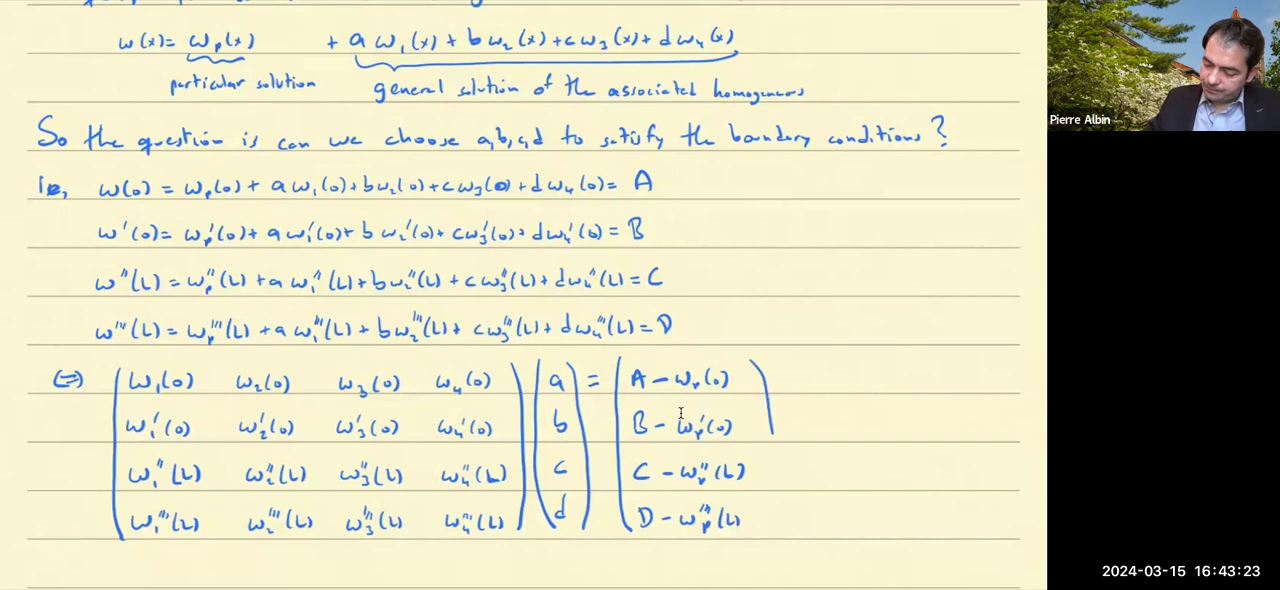 w(x) = w_p(x) + a w_1(x) + b w_2(x) + c w_3(x) + d w_4(x)
particular solution general solution of the associated homogeneous
So the question is can we choose a,b,c,d to satisfy the boundary conditions?
ie, w(0) = w_p(0) + a w_1(0) + b w_2(0) + c w_3(0) + d w_4(0) = A
w'(0) = w_p'(0) + a w_1'(0) + b w_2'(0) + c w_3'(0) + d w_4'(0) = B
w''(L) = w_p''(L) + a w_1''(L) + b w_2''(L) + c w_3''(L) + d w_4''(L) = C
w'''(L) = w_p'''(L) + a w_1'''(L) + b w_2'''(L) + c w_3'''(L) + d w_4'''(L) = D
⇔ w_1(0) w_2(0) w_3(0) w_4(0) a = A - w_p(0)
w_1'(0) w_2'(0) w_3'(0) w_4'(0) b B - w_p'(0)
w_1''(L) w_2''(L) w_3''(L) w_4''(L) c C - w_p''(L)
w_1'''(L) w_2'''(L) w_3'''(L) w_4'''(L) d D - w_p'''(L)
Pierre Albin
2024-03-15 16:43:23